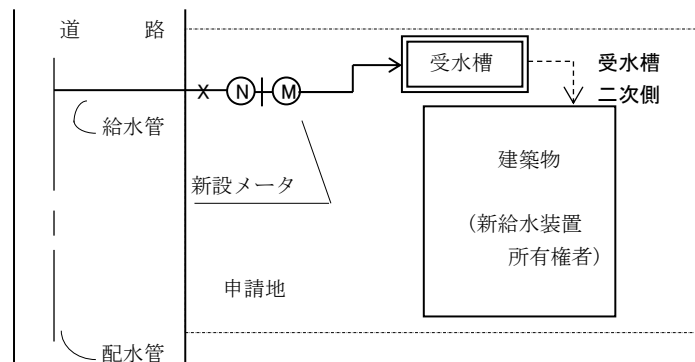 道 路
受水槽
受水槽
二次側
X N M
給水管
建築物
新設メータ
(新給水装置
所有権者)
申請地
配水管